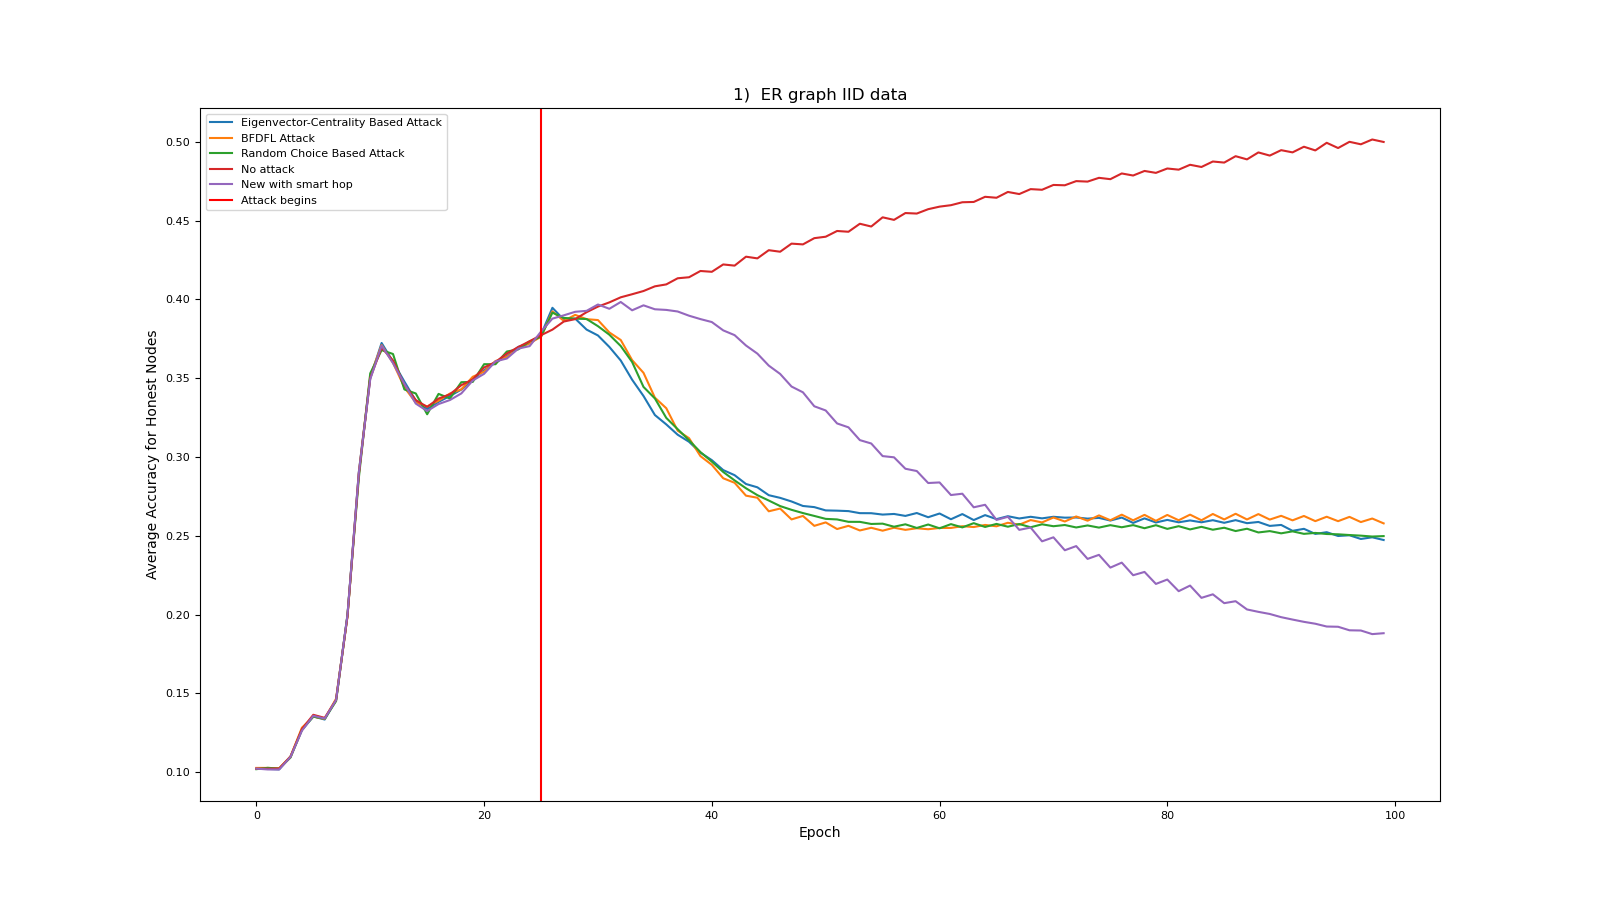 1)  ER graph IID data
Eigenvector-Centrality Based Attack
BFDFL Attack
Random Choice Based Attack
No attack
New with smart hop
Attack begins
Average Accuracy for Honest Nodes
0.50
0.45
0.40
0.35
0.30
0.25
0.20
0.15
0.10
0 20 40 60 80 100
Epoch